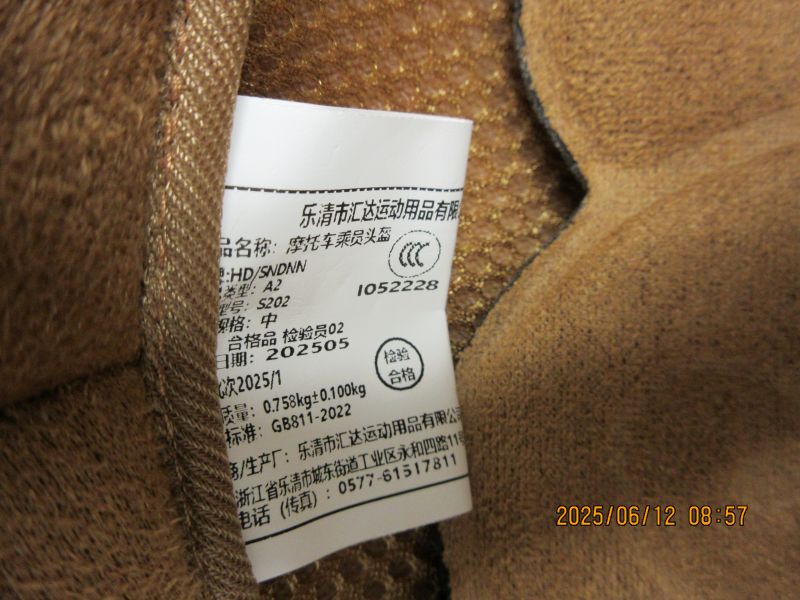 乐清市汇达运动用品有限
品名称: 摩托车乘员头盔
CCC
:HD/SNDNN
类型: A2
I052228
型号: S202
规格: 中
合格品 检验员02
日期: 202505
检验
合格
次2025/1
质量: 0.758kg±0.100kg
标准: GB811-2022
商/生产厂: 乐清市汇达运动用品有限公司
浙江省乐清市城东街道工业区永和四路11
电话 (传真) : 0577-61517811
2025/06/12 08:57